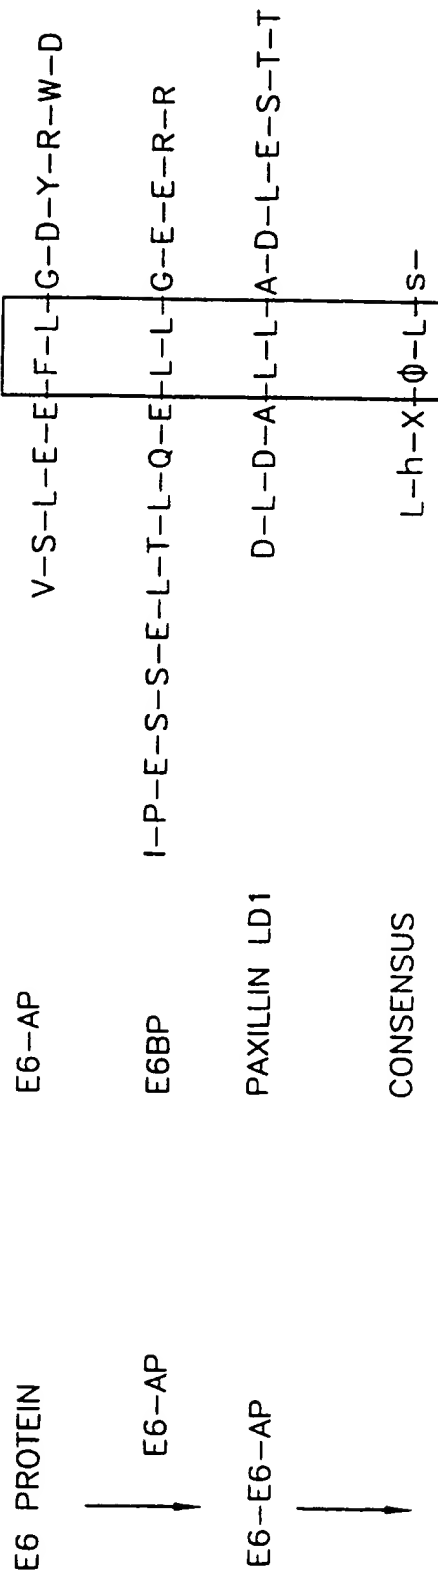 E6 PROTEIN
E6-AP
E6--E6-AP
E6-AP V-S-L-E-E-F-L-G-D-Y-R-W-D
E6BP I-P-E-S-S-E-L-T-L-Q-E-L-L-G-E-E-R-R
PAXILLIN LD1 D-L-D-A-L-L-A-D-L-E-S-T-T
CONSENSUS L-h-X-ϕ-L-s-